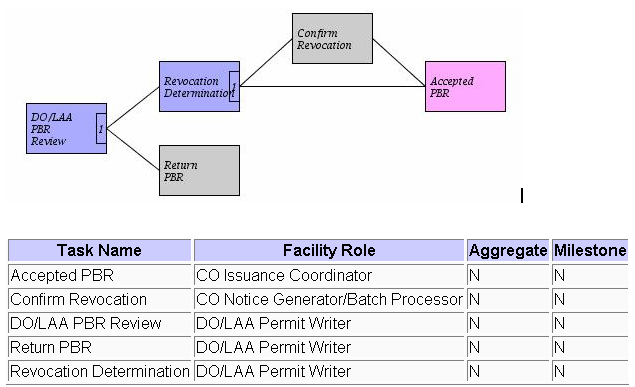 Confirm
Revocation
Revocation
Determination 1
Accepted
PBR
DO/LAA
PBR 1
Review
Return
PBR
Task Name Facility Role Aggregate Milestone
Accepted PBR CO Issuance Coordinator N N
Confirm Revocation CO Notice Generator/Batch Processor N N
DO/LAA PBR Review DO/LAA Permit Writer N N
Return PBR DO/LAA Permit Writer N N
Revocation Determination DO/LAA Permit Writer N N